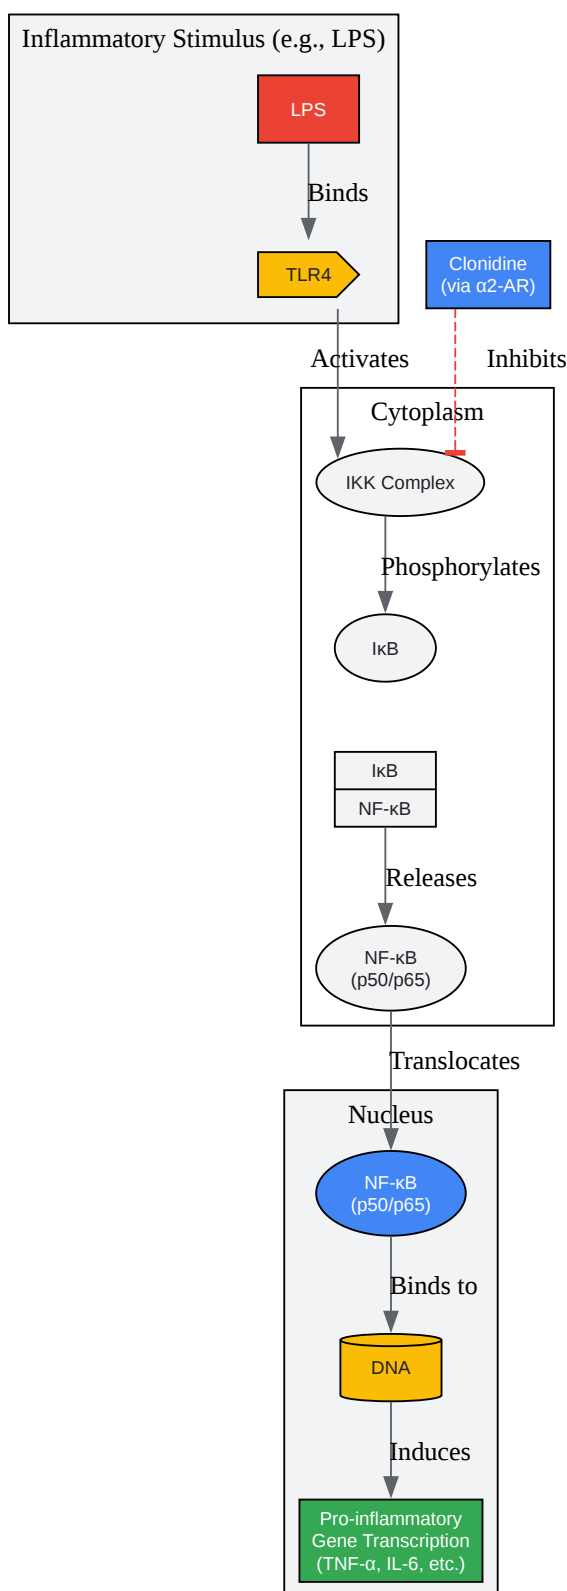 Inflammatory Stimulus (e.g., LPS)
LPS
Binds
TLR4
Clonidine
(via α2-AR)
Activates
Inhibits
Cytoplasm
IKK Complex
Phosphorylates
IκB
IκB
NF-κB
Releases
NF-κB
(p50/p65)
Translocates
Nucleus
NF-κB
(p50/p65)
Binds to
DNA
Induces
Pro-inflammatory
Gene Transcription
(TNF-α, IL-6, etc.)